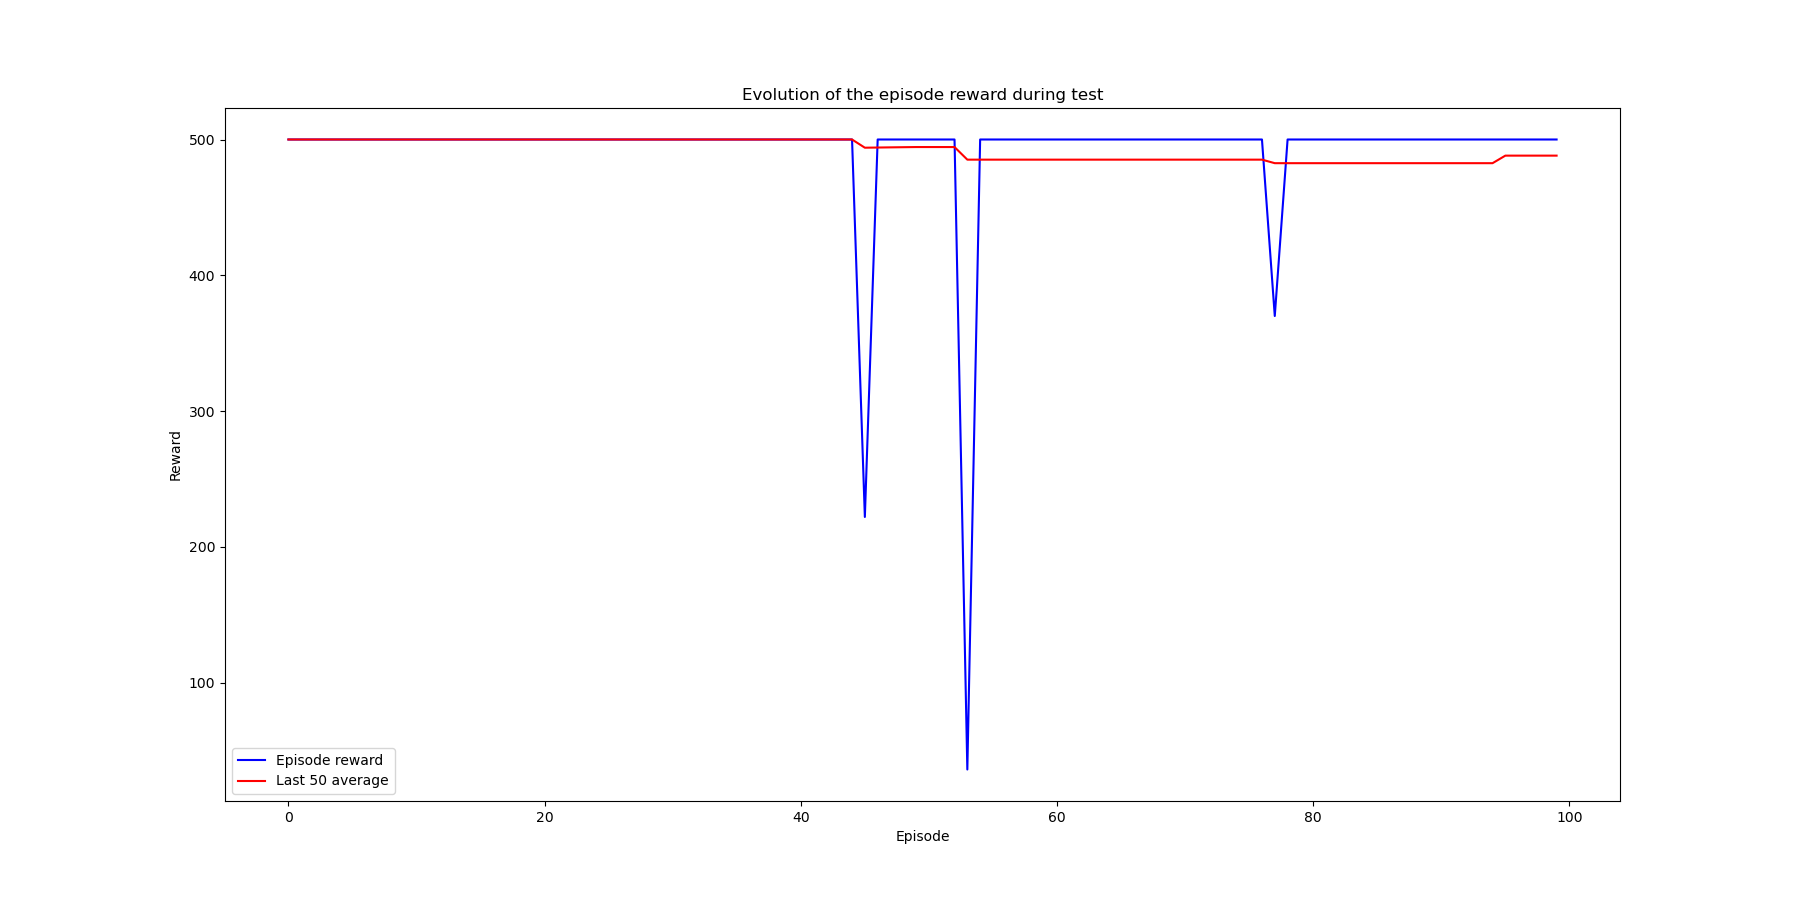 Evolution of the episode reward during test
500
400
300
200
100
Reward
Episode reward
Last 50 average
0 20 40 60 80 100
Episode